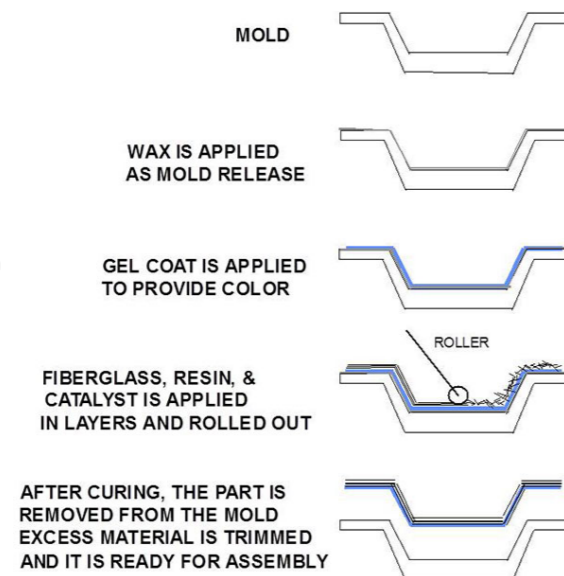 MOLD
WAX IS APPLIED
AS MOLD RELEASE
GEL COAT IS APPLIED
TO PROVIDE COLOR
ROLLER
FIBERGLASS, RESIN, &
CATALYST IS APPLIED
IN LAYERS AND ROLLED OUT
AFTER CURING, THE PART IS
REMOVED FROM THE MOLD
EXCESS MATERIAL IS TRIMMED
AND IT IS READY FOR ASSEMBLY